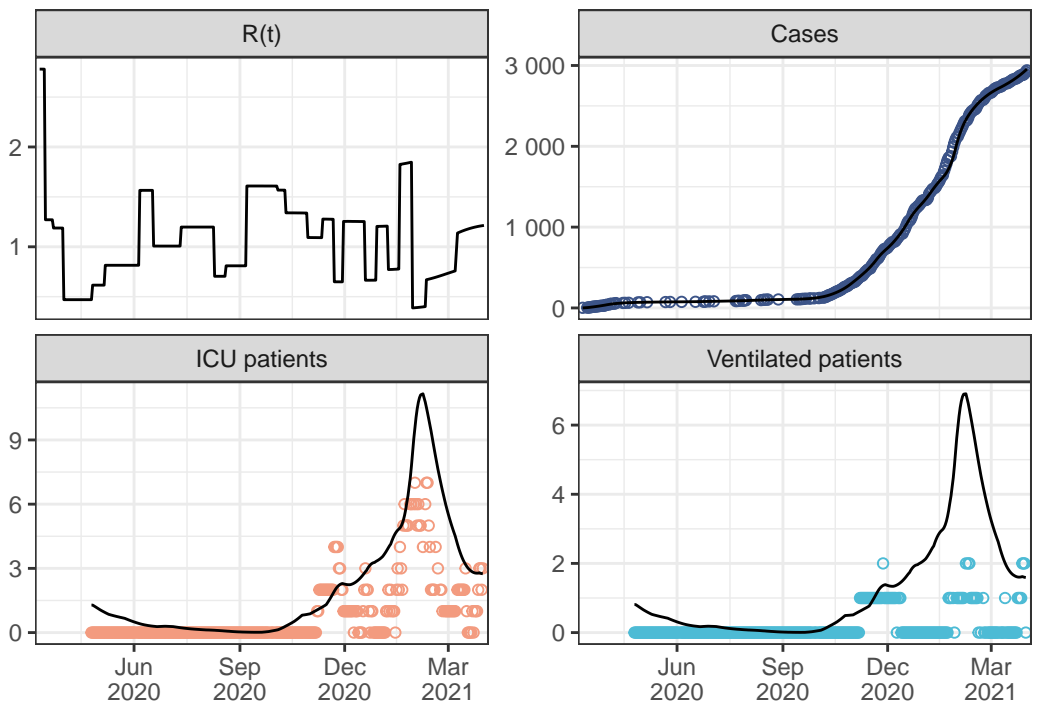 R(t)
Cases
2
1
3 000
2 000
1 000
0
ICU patients
Ventilated patients
9
6
3
0
6
4
2
0
Jun
2020
Sep
2020
Dec
2020
Mar
2021
Jun
2020
Sep
2020
Dec
2020
Mar
2021